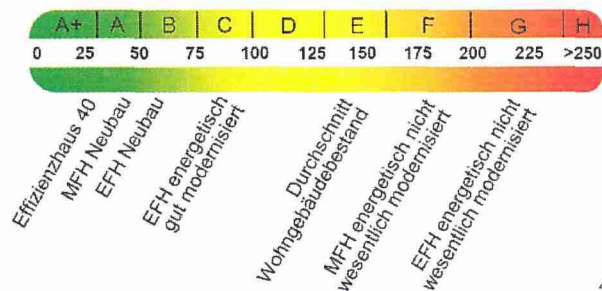 A+ A B C D E F G H
0 25 50 75 100 125 150 175 200 225 >250
Effizienzhaus 40
MFH Neubau
EFH Neubau
EFH energetisch
gut modernisiert
Durchschnitt
Wohngebäudebestand
MFH energetisch nicht
wesentlich modernisiert
EFH energetisch nicht
wesentlich modernisiert